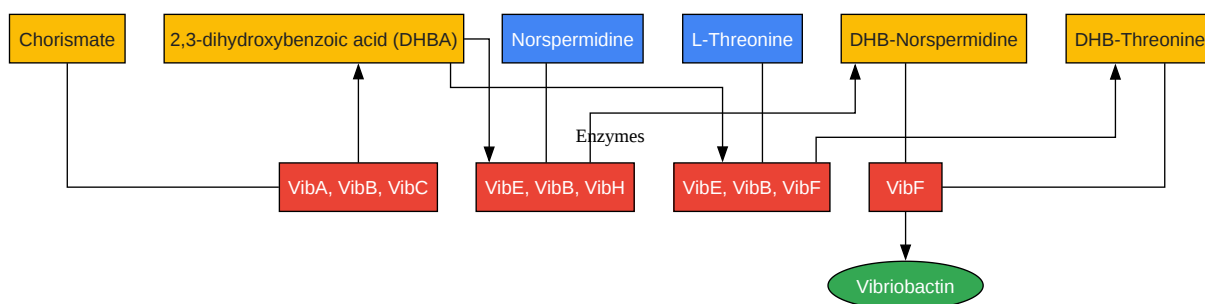 Chorismate
2,3-dihydroxybenzoic acid (DHBA)
Norspermidine
L-Threonine
DHB-Norspermidine
DHB-Threonine
Enzymes
VibA, VibB, VibC
VibE, VibB, VibH
VibE, VibB, VibF
VibF
Vibriobactin